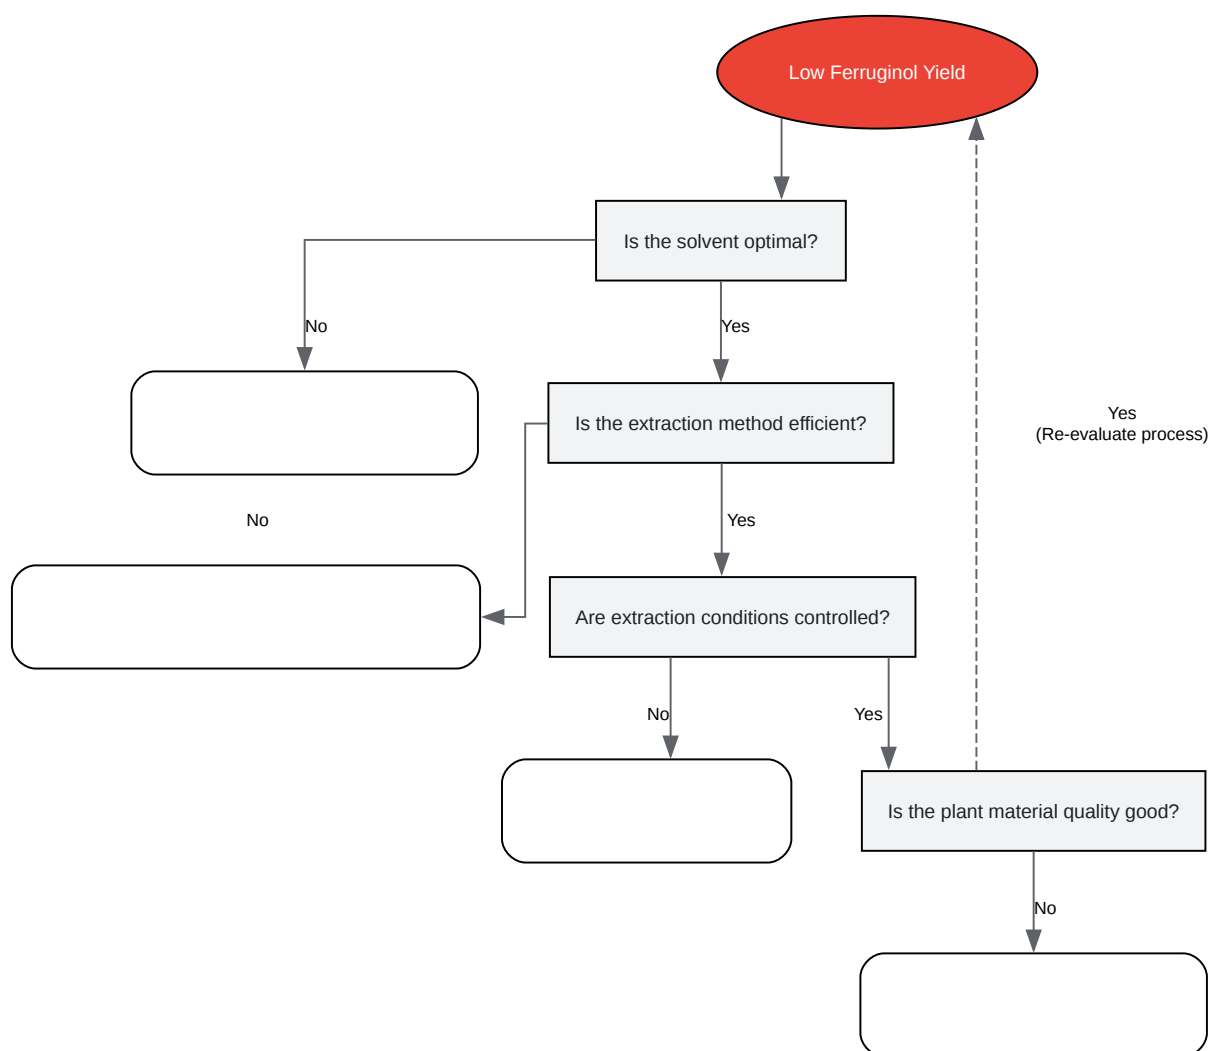 Low Ferruginol Yield
Is the solvent optimal?
No
Yes
Is the extraction method efficient?
Yes
(Re-evaluate process)
No
Yes
Are extraction conditions controlled?
No
Yes
Is the plant material quality good?
No